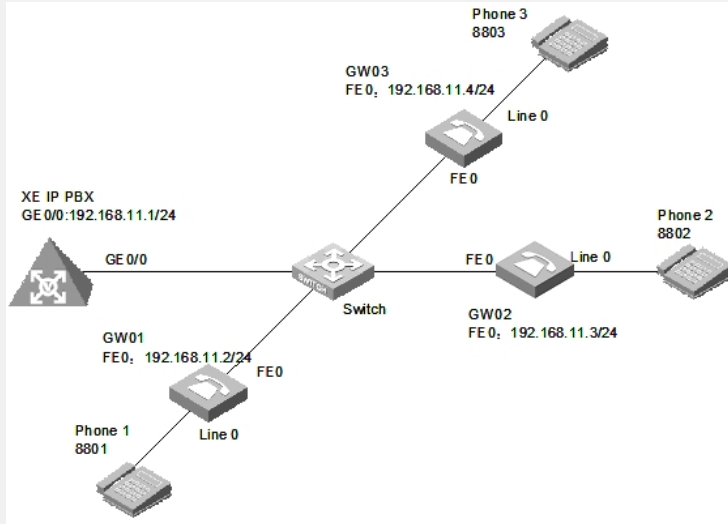 Phone 3
8803
GW03
FE0，192.168.11.4/24
Line 0
FE0
XE IP PBX
GE0/0:192.168.11.1/24
Phone 2
8802
GE0/0
FE0
Line 0
SWITCH
Switch
GW02
FE0，192.168.11.3/24
GW01
FE0，192.168.11.2/24
FE0
Phone 1
8801
Line 0